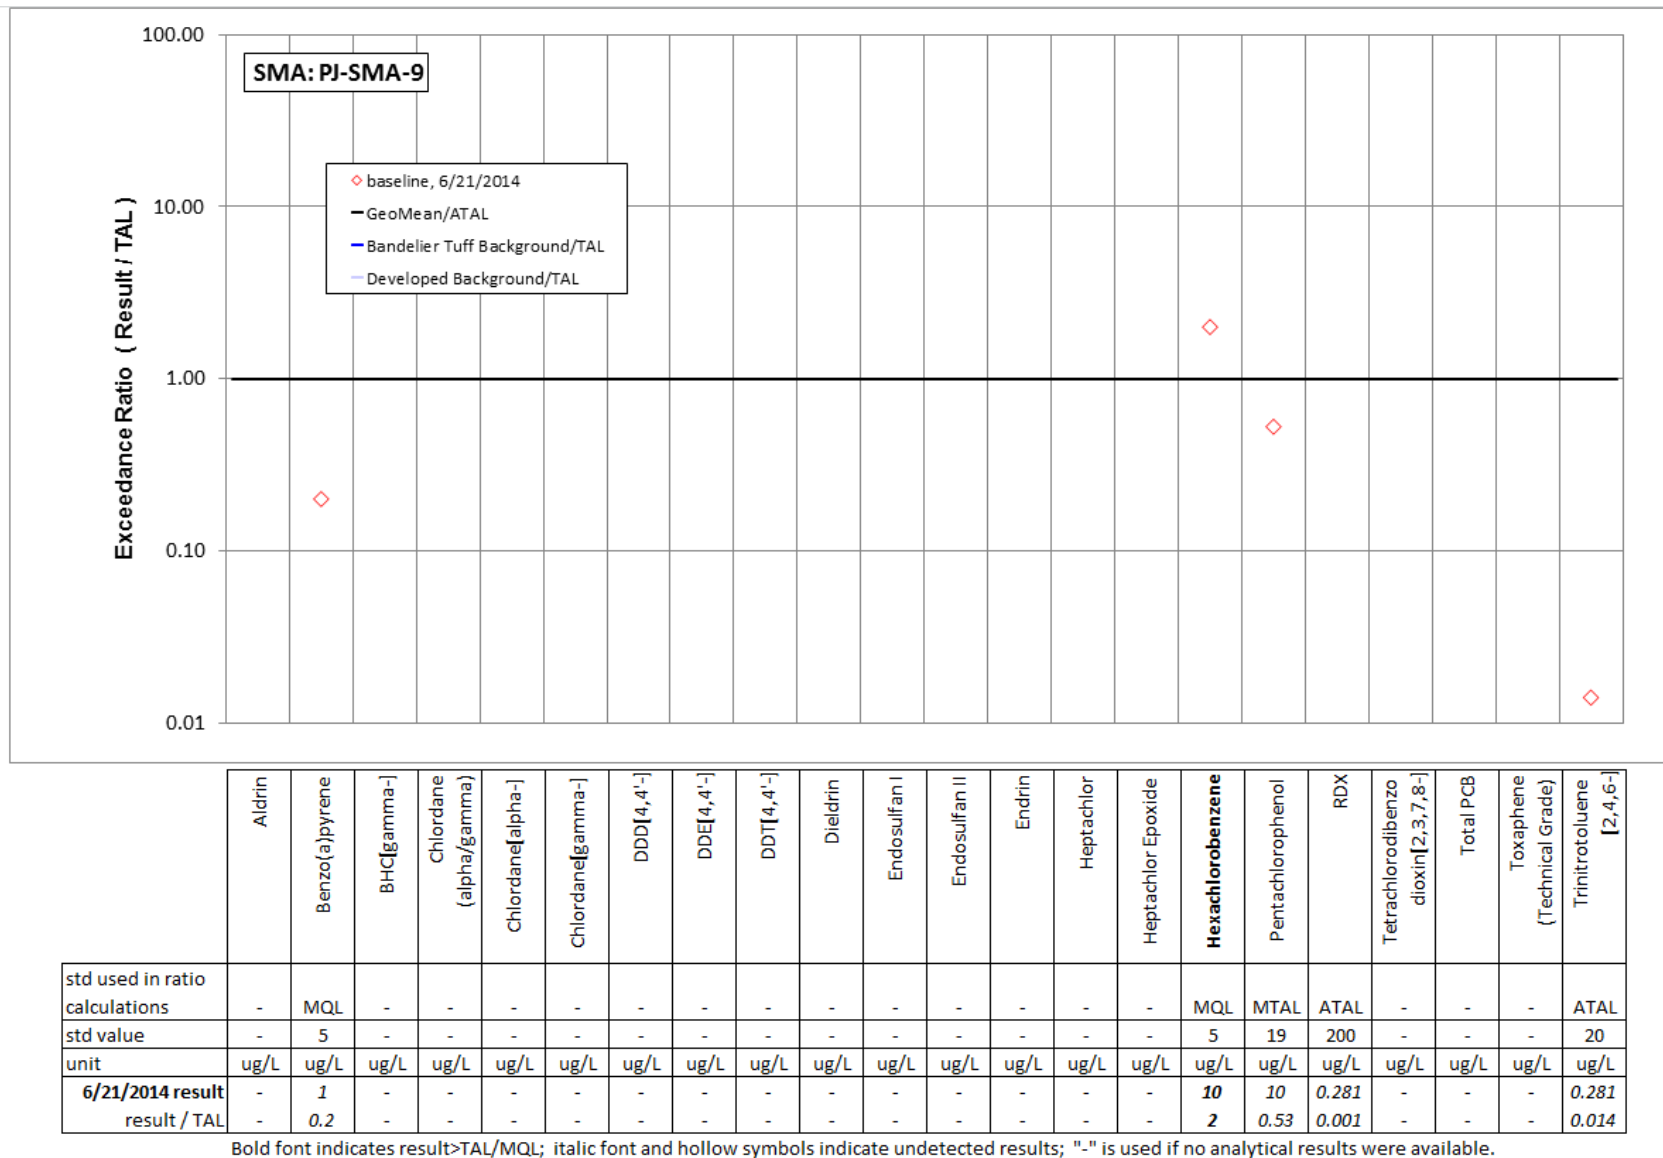 100.00
SMA: PJ-SMA-9
baseline, 6/21/2014
GeoMean/ATAL
Bandelier Tuff Background/TAL
Developed Background/TAL
10.00
1.00
0.10
0.01
Exceedance Ratio ( Result / TAL )
Aldrin
Benzo(a)pyrene
BHC[gamma-]
Chlordane
(alpha/gamma)
Chlordane[alpha-]
Chlordane[gamma-]
DDD[4,4'-]
DDE[4,4'-]
DDT[4,4'-]
Dieldrin
Endosulfan I
Endosulfan II
Endrin
Heptachlor
Heptachlor Epoxide
Hexachlorobenzene
Pentachlorophenol
RDX
Tetrachlorodibenzo
dioxin[2,3,7,8-]
Total PCB
Toxaphene
(Technical Grade)
Trinitrotoluene
[2,4,6-]
std used in ratio
calculations - MQL - - - - - - - - - - - - - MQL MTAL ATAL - - - ATAL
std value - 5 - - - - - - - - - - - - - 5 19 200 - - - 20
unit ug/L ug/L ug/L ug/L ug/L ug/L ug/L ug/L ug/L ug/L ug/L ug/L ug/L ug/L ug/L ug/L ug/L ug/L ug/L ug/L ug/L ug/L
6/21/2014 result - 1 - - - - - - - - - - - - - 10 10 0.281 - - - 0.281
result / TAL - 0.2 - - - - - - - - - - - - - 2 0.53 0.001 - - - 0.014
Bold font indicates result>TAL/MQL; italic font and hollow symbols indicate undetected results; "-" is used if no analytical results were available.